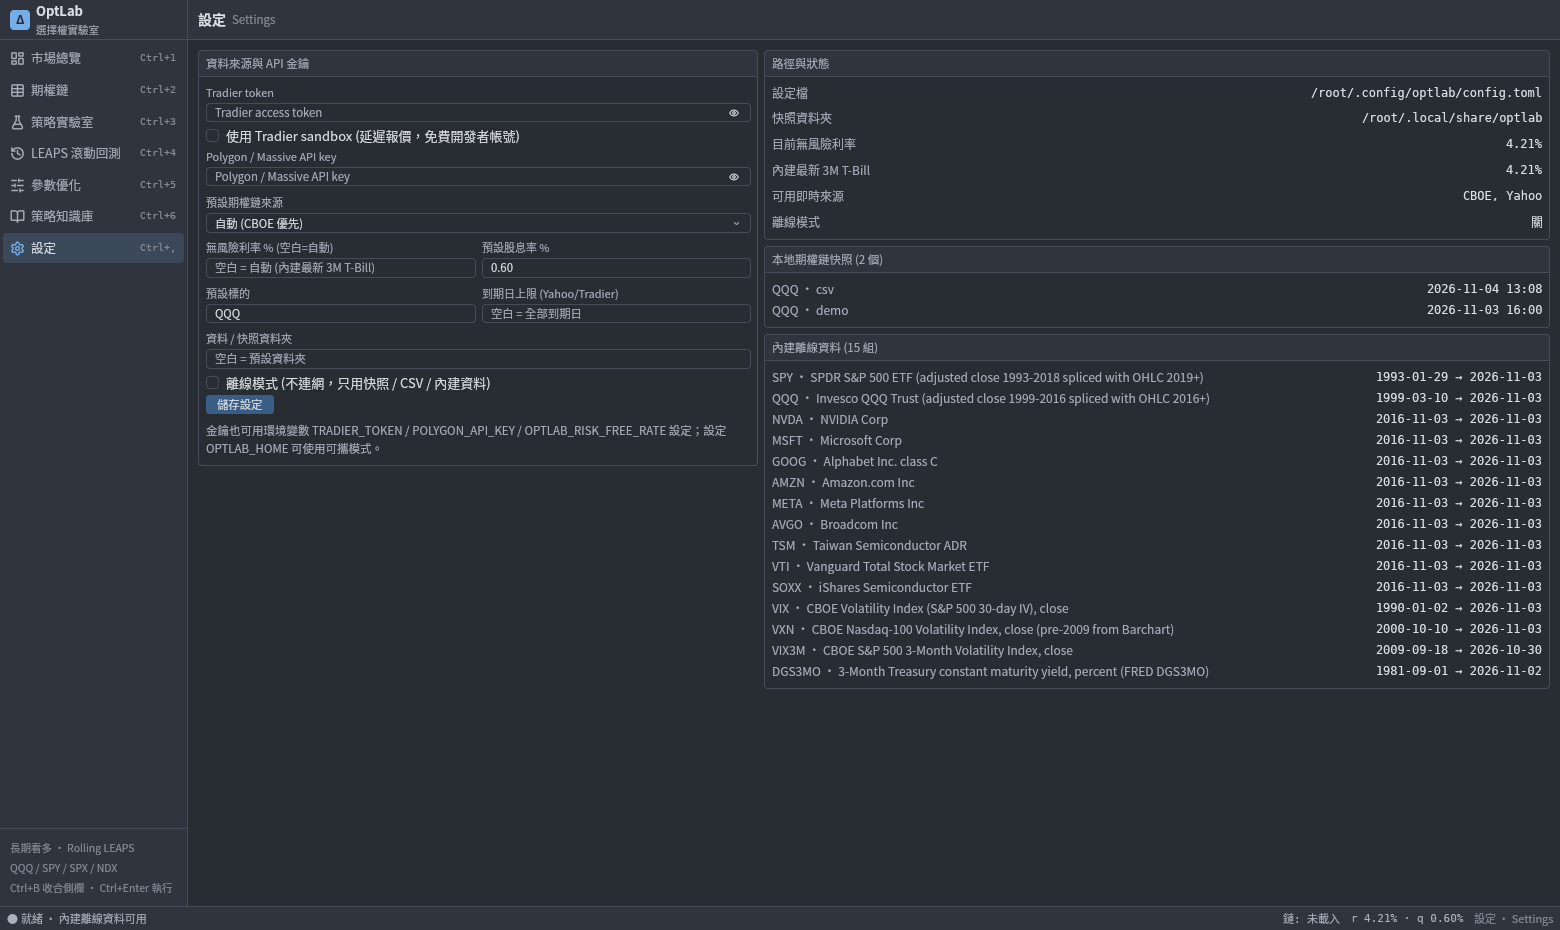 Δ
OptLab
選擇權實驗室
市場總覽 Ctrl+1
期權鏈 Ctrl+2
策略實驗室 Ctrl+3
LEAPS 滾動回測 Ctrl+4
參數優化 Ctrl+5
策略知識庫 Ctrl+6
設定 Ctrl+,
長期看多 · Rolling LEAPS
QQQ / SPY / SPX / NDX
Ctrl+B 收合側欄 · Ctrl+Enter 執行
設定 Settings
資料來源與 API 金鑰
Tradier token
Tradier access token
使用 Tradier sandbox (延遲報價，免費開發者帳號)
Polygon / Massive API key
Polygon / Massive API key
預設期權鏈來源
自動 (CBOE 優先)
無風險利率 % (空白=自動) 預設股息率 %
空白 = 自動 (內建最新 3M T-Bill) 0.60
預設標的 到期日上限 (Yahoo/Tradier)
QQQ 空白 = 全部到期日
資料 / 快照資料夾
空白 = 預設資料夾
離線模式 (不連網，只用快照 / CSV / 內建資料)
儲存設定
金鑰也可用環境變數 TRADIER_TOKEN / POLYGON_API_KEY / OPTLAB_RISK_FREE_RATE 設定；設定
OPTLAB_HOME 可使用可攜模式。
路徑與狀態
設定檔 /root/.config/optlab/config.toml
快照資料夾 /root/.local/share/optlab
目前無風險利率 4.21%
內建最新 3M T-Bill 4.21%
可用即時來源 CBOE, Yahoo
離線模式 關
本地期權鏈快照 (2 個)
QQQ · csv 2026-11-04 13:08
QQQ · demo 2026-11-03 16:00
內建離線資料 (15 組)
SPY · SPDR S&P 500 ETF (adjusted close 1993-2018 spliced with OHLC 2019+) 1993-01-29 → 2026-11-03
QQQ · Invesco QQQ Trust (adjusted close 1999-2016 spliced with OHLC 2016+) 1999-03-10 → 2026-11-03
NVDA · NVIDIA Corp 2016-11-03 → 2026-11-03
MSFT · Microsoft Corp 2016-11-03 → 2026-11-03
GOOG · Alphabet Inc. class C 2016-11-03 → 2026-11-03
AMZN · Amazon.com Inc 2016-11-03 → 2026-11-03
META · Meta Platforms Inc 2016-11-03 → 2026-11-03
AVGO · Broadcom Inc 2016-11-03 → 2026-11-03
TSM · Taiwan Semiconductor ADR 2016-11-03 → 2026-11-03
VTI · Vanguard Total Stock Market ETF 2016-11-03 → 2026-11-03
SOXX · iShares Semiconductor ETF 2016-11-03 → 2026-11-03
VIX · CBOE Volatility Index (S&P 500 30-day IV), close 1990-01-02 → 2026-11-03
VXN · CBOE Nasdaq-100 Volatility Index, close (pre-2009 from Barchart) 2000-10-10 → 2026-11-03
VIX3M · CBOE S&P 500 3-Month Volatility Index, close 2009-09-18 → 2026-10-30
DGS3MO · 3-Month Treasury constant maturity yield, percent (FRED DGS3MO) 1981-09-01 → 2026-11-02
就緒 · 內建離線資料可用
鏈: 未載入 r 4.21% · q 0.60% 設定 · Settings